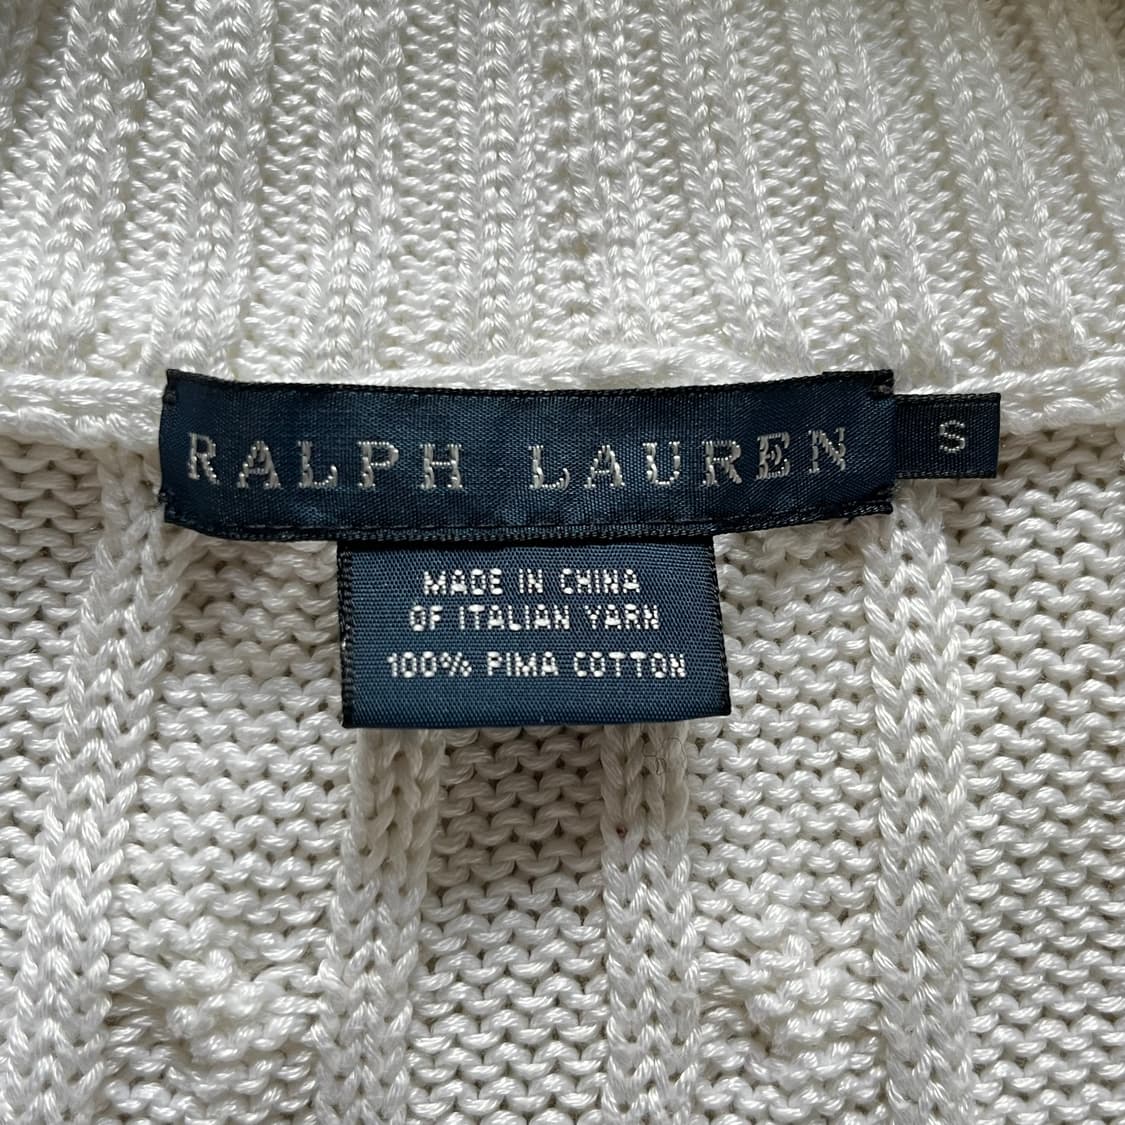 RALPH LAUREN
S
MADE IN CHINA
OF ITALIAN YARN
100% PIMA COTTON